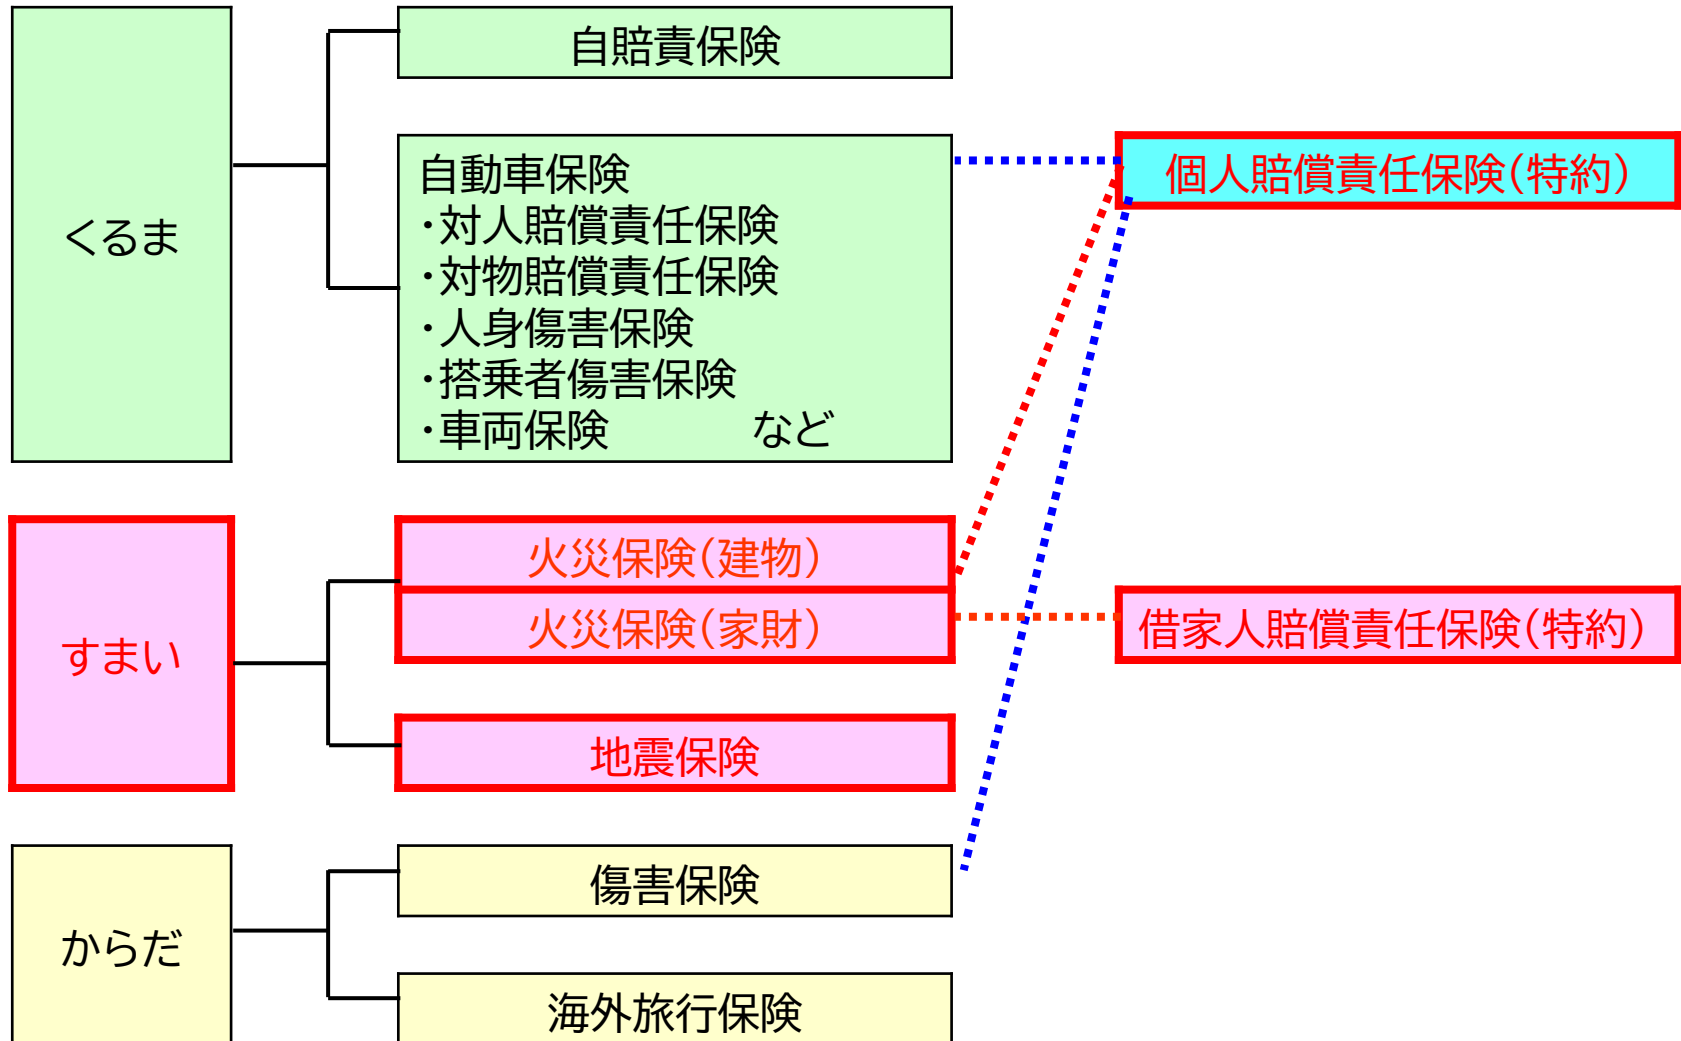 くるま
自賠責保険
自動車保険
・対人賠償責任保険
・対物賠償責任保険
・人身傷害保険
・搭乗者傷害保険
・車両保険　など
個人賠償責任保険(特約)
すまい
火災保険(建物)
火災保険(家財)
借家人賠償責任保険(特約)
地震保険
からだ
傷害保険
海外旅行保険